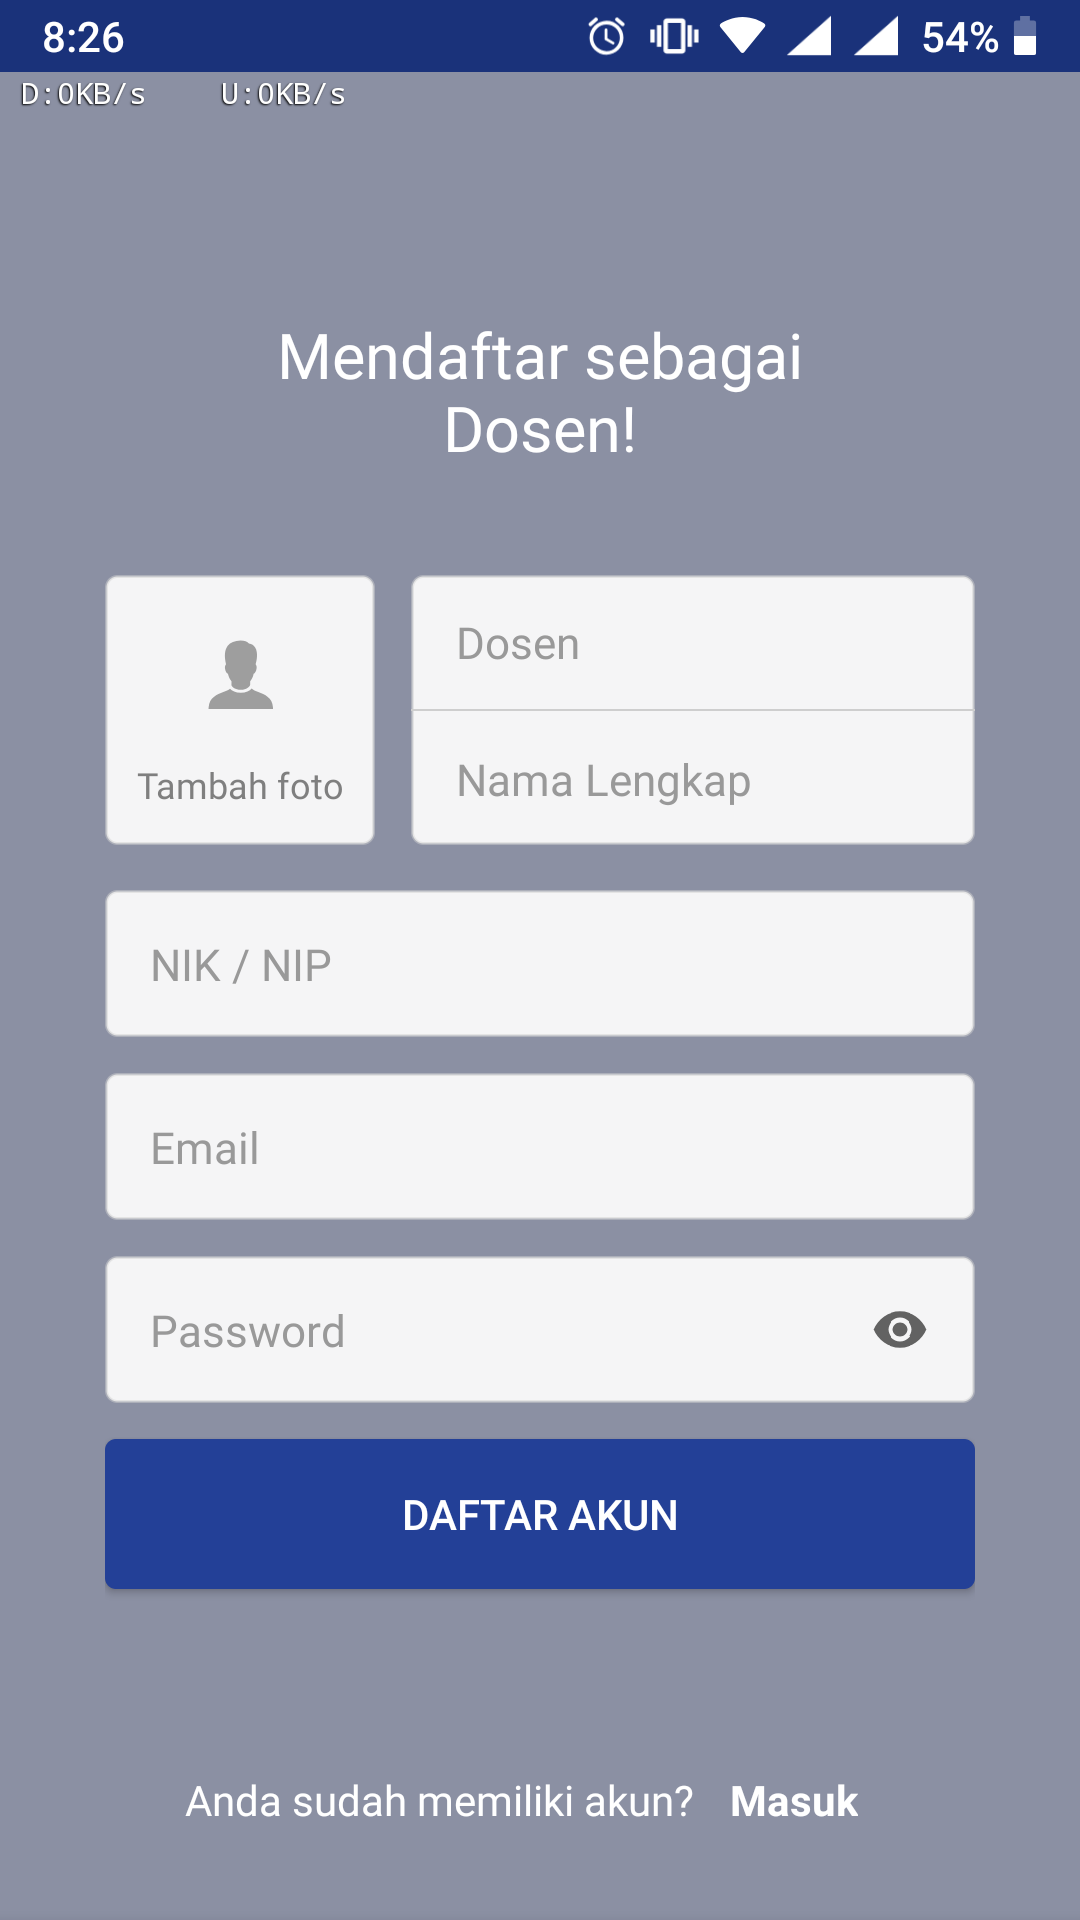 8:26 54%
D:0KB/s U:0KB/s
Mendaftar sebagai
Dosen!
Dosen
Tambah foto
Nama Lengkap
NIK / NIP
Email
Password
DAFTAR AKUN
Anda sudah memiliki akun? Masuk